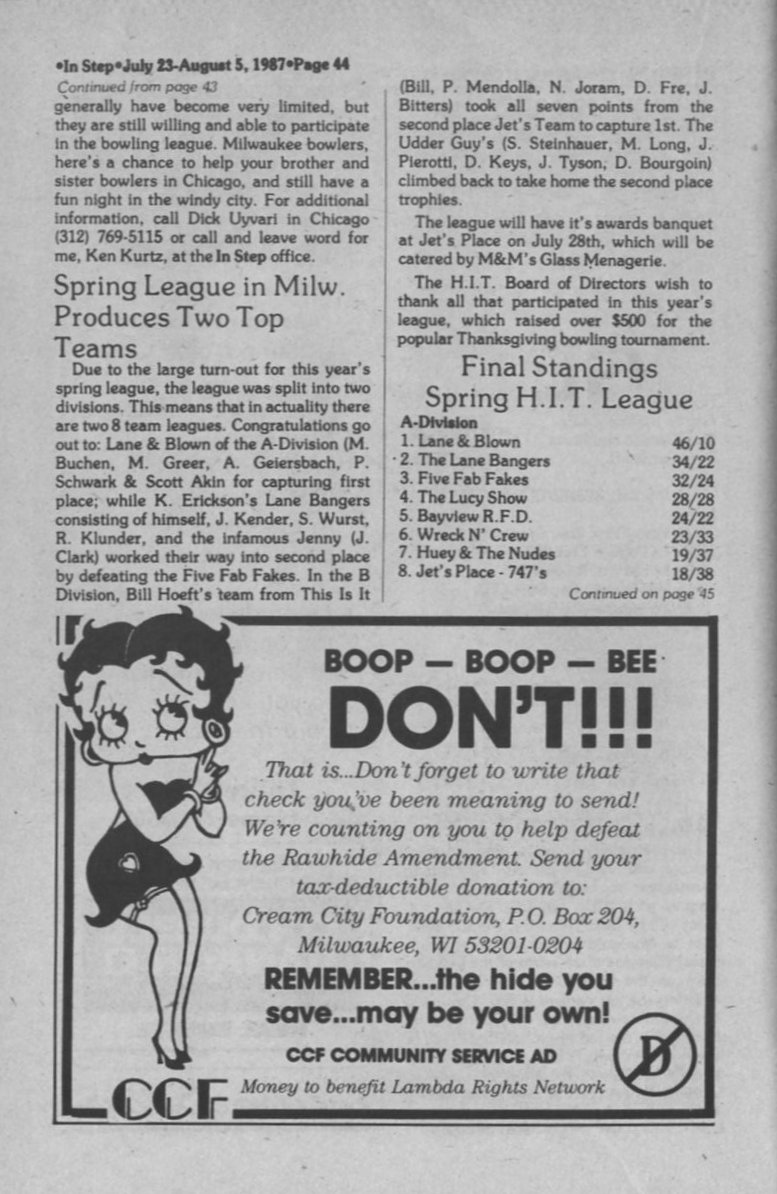 •In Step•July 23-August 5, 1987•Page 44
Continued from page 43
generally have become very limited, but
they are still willing and able to participate
in the bowling league. Milwaukee bowlers,
here's a chance to help your brother and
sister bowlers in Chicago, and still have a
fun night in the windy city. For additional
information, call Dick Uyvari in Chicago
(312) 769-5115 or call and leave word for
me, Ken Kurtz, at the In Step office.
Spring League in Milw.
Produces Two Top
Teams
Due to the large turn-out for this year's
spring league, the league was split into two
divisions. This means that in actuality there
are two 8 team leagues. Congratulations go
out to: Lane & Blown of the A-Division (M.
Buchen, M. Greer, A. Geiersbach, P.
Schwark & Scott Akin for capturing first
place; while K. Erickson's Lane Bangers
consisting of himself, J. Kender, S. Wurst,
R. Klunder, and the infamous Jenny (J.
Clark) worked their way into second place
by defeating the Five Fab Fakes. In the B
Division, Bill Hoeft's team from This Is It
(Bill, P. Mendolla, N. Joram, D. Fre, J.
Bitters) took all seven points from the
second place Jet's Team to capture 1st. The
Udder Guy's (S. Steinhauer, M. Long, J.
Pierotti, D. Keys, J. Tyson, D. Bourgoin)
climbed back to take home the second place
trophies.
The league will have it's awards banquet
at Jet's Place on July 28th, which will be
catered by M&M's Glass Menagerie.
The H.I.T. Board of Directors wish to
thank all that participated in this year's
league, which raised over $500 for the
popular Thanksgiving bowling tournament.
Final Standings
Spring H.I.T. League
A-Division
1. Lane & Blown 46/10
2. The Lane Bangers 34/22
3. Five Fab Fakes 32/24
4. The Lucy Show 28/28
5. Bayview R.F.D. 24/22
6. Wreck N' Crew 23/33
7. Huey & The Nudes 19/37
8. Jet's Place - 747's 18/38
Continued on page 45
BOOP — BOOP — BEE
DON'T!!!
That is...Don't forget to write that
check you've been meaning to send!
We're counting on you to help defeat
the Rawhide Amendment. Send your
tax-deductible donation to:
Cream City Foundation, P.O. Box 204,
Milwaukee, WI 53201-0204
REMEMBER...the hide you
save...may be your own!
CCF COMMUNITY SERVICE AD
Money to benefit Lambda Rights Network
D
CCF